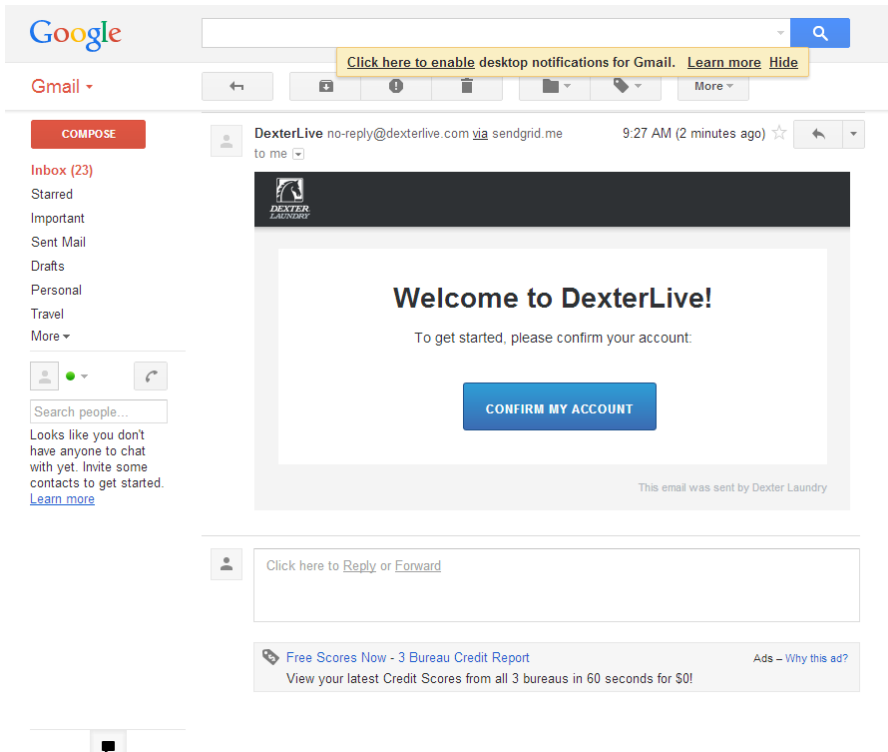 Google
Click here to enable desktop notifications for Gmail. Learn more Hide
Gmail
More
COMPOSE
Inbox (23)
Starred
Important
Sent Mail
Drafts
Personal
Travel
More
Search people...
Looks like you don't
have anyone to chat
with yet. Invite some
contacts to get started.
Learn more
DexterLive no-reply@dexterlive.com via sendgrid.me 9:27 AM (2 minutes ago)
to me
DEXTER
LAUNDRY
Welcome to DexterLive!
To get started, please confirm your account:
CONFIRM MY ACCOUNT
This email was sent by Dexter Laundry
Click here to Reply or Forward
Free Scores Now - 3 Bureau Credit Report Ads – Why this ad?
View your latest Credit Scores from all 3 bureaus in 60 seconds for $0!